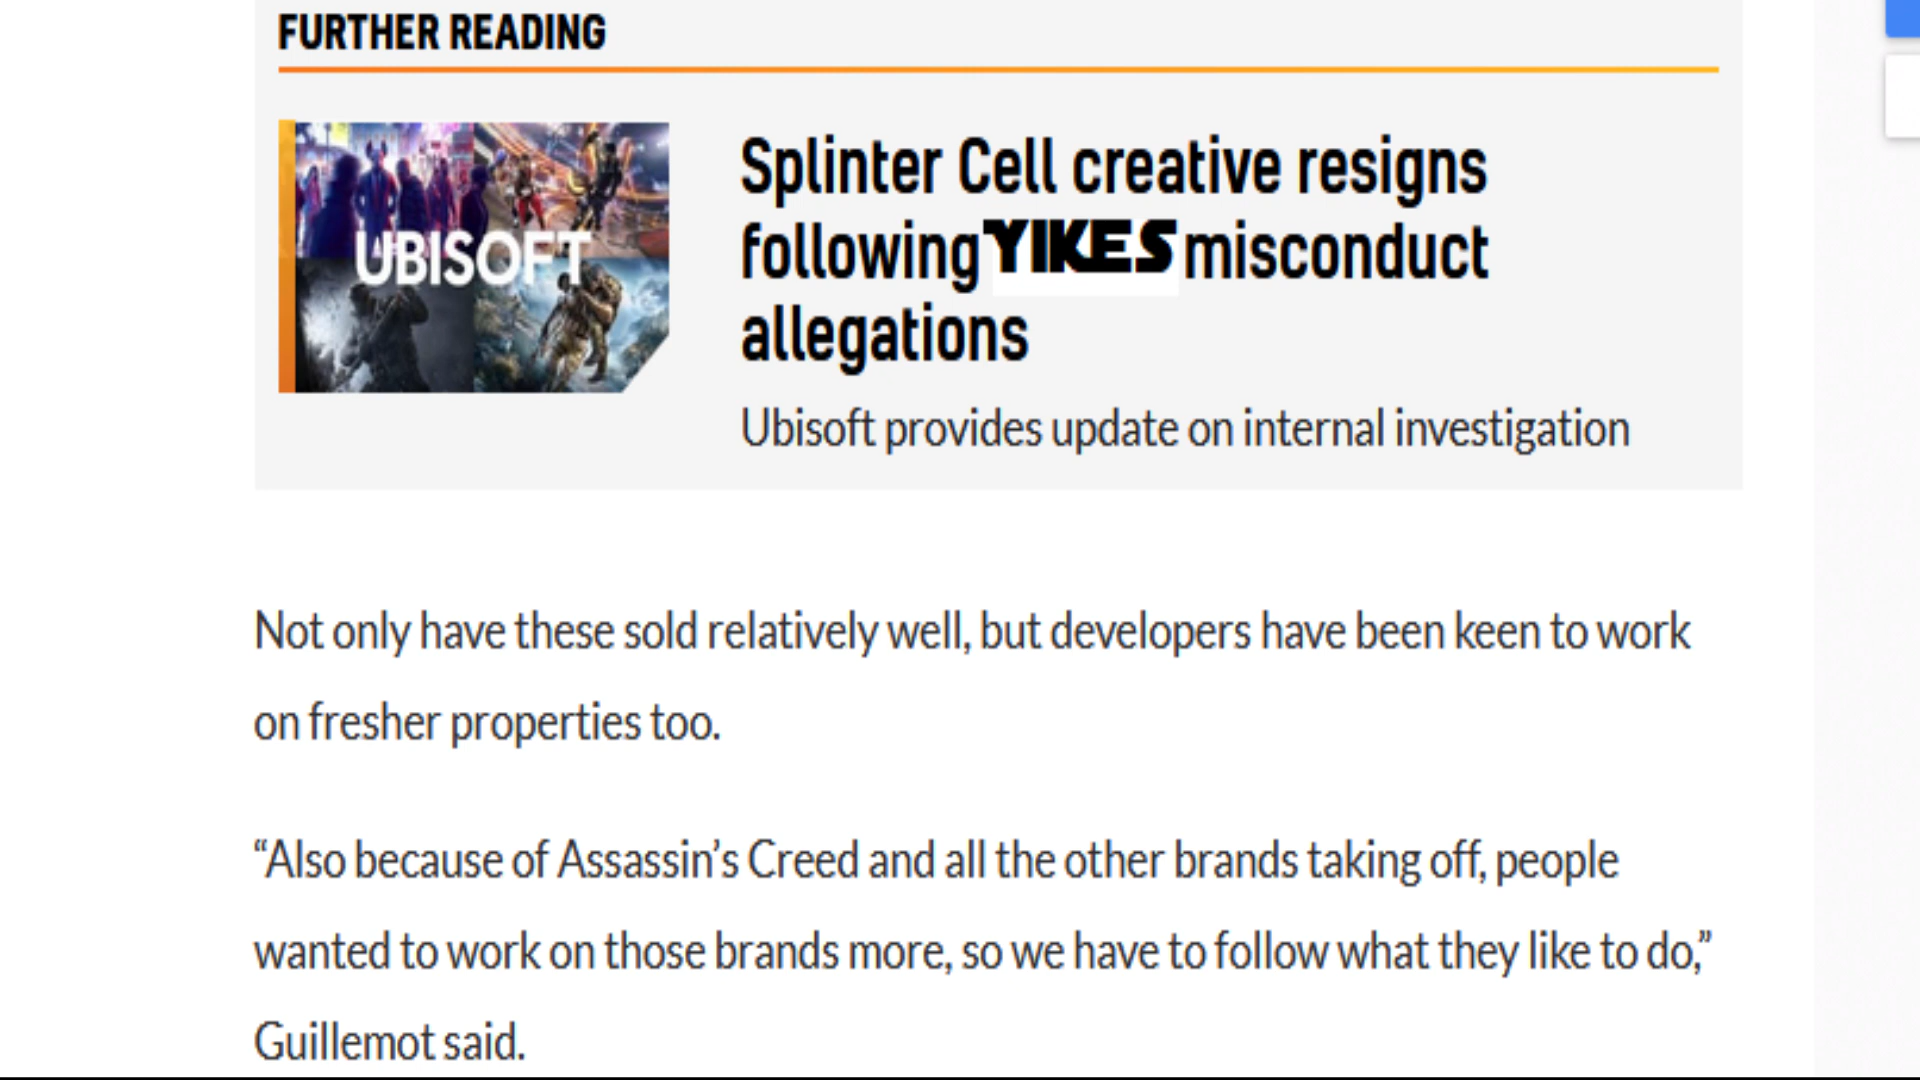 FURTHER READING
UBISOFT
Splinter Cell creative resigns
following YIKES misconduct
allegations
Ubisoft provides update on internal investigation
Not only have these sold relatively well, but developers have been keen to work
on fresher properties too.
“Also because of Assassin’s Creed and all the other brands taking off, people
wanted to work on those brands more, so we have to follow what they like to do,”
Guillemot said.